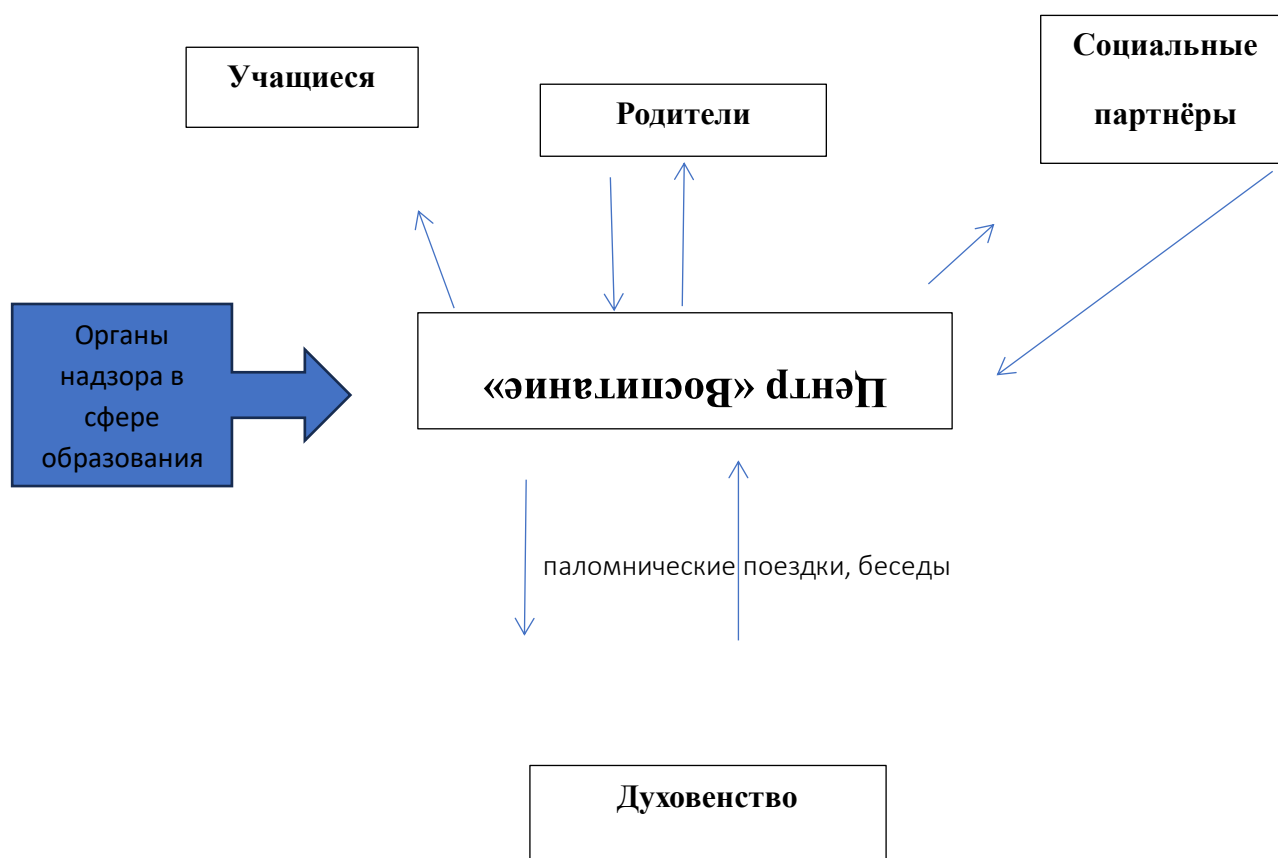 Учащиеся
Родители
Социальные
партнёры
Органы
надзора в
сфере
образования
Центр «Воспитание»
паломнические поездки, беседы
Духовенство